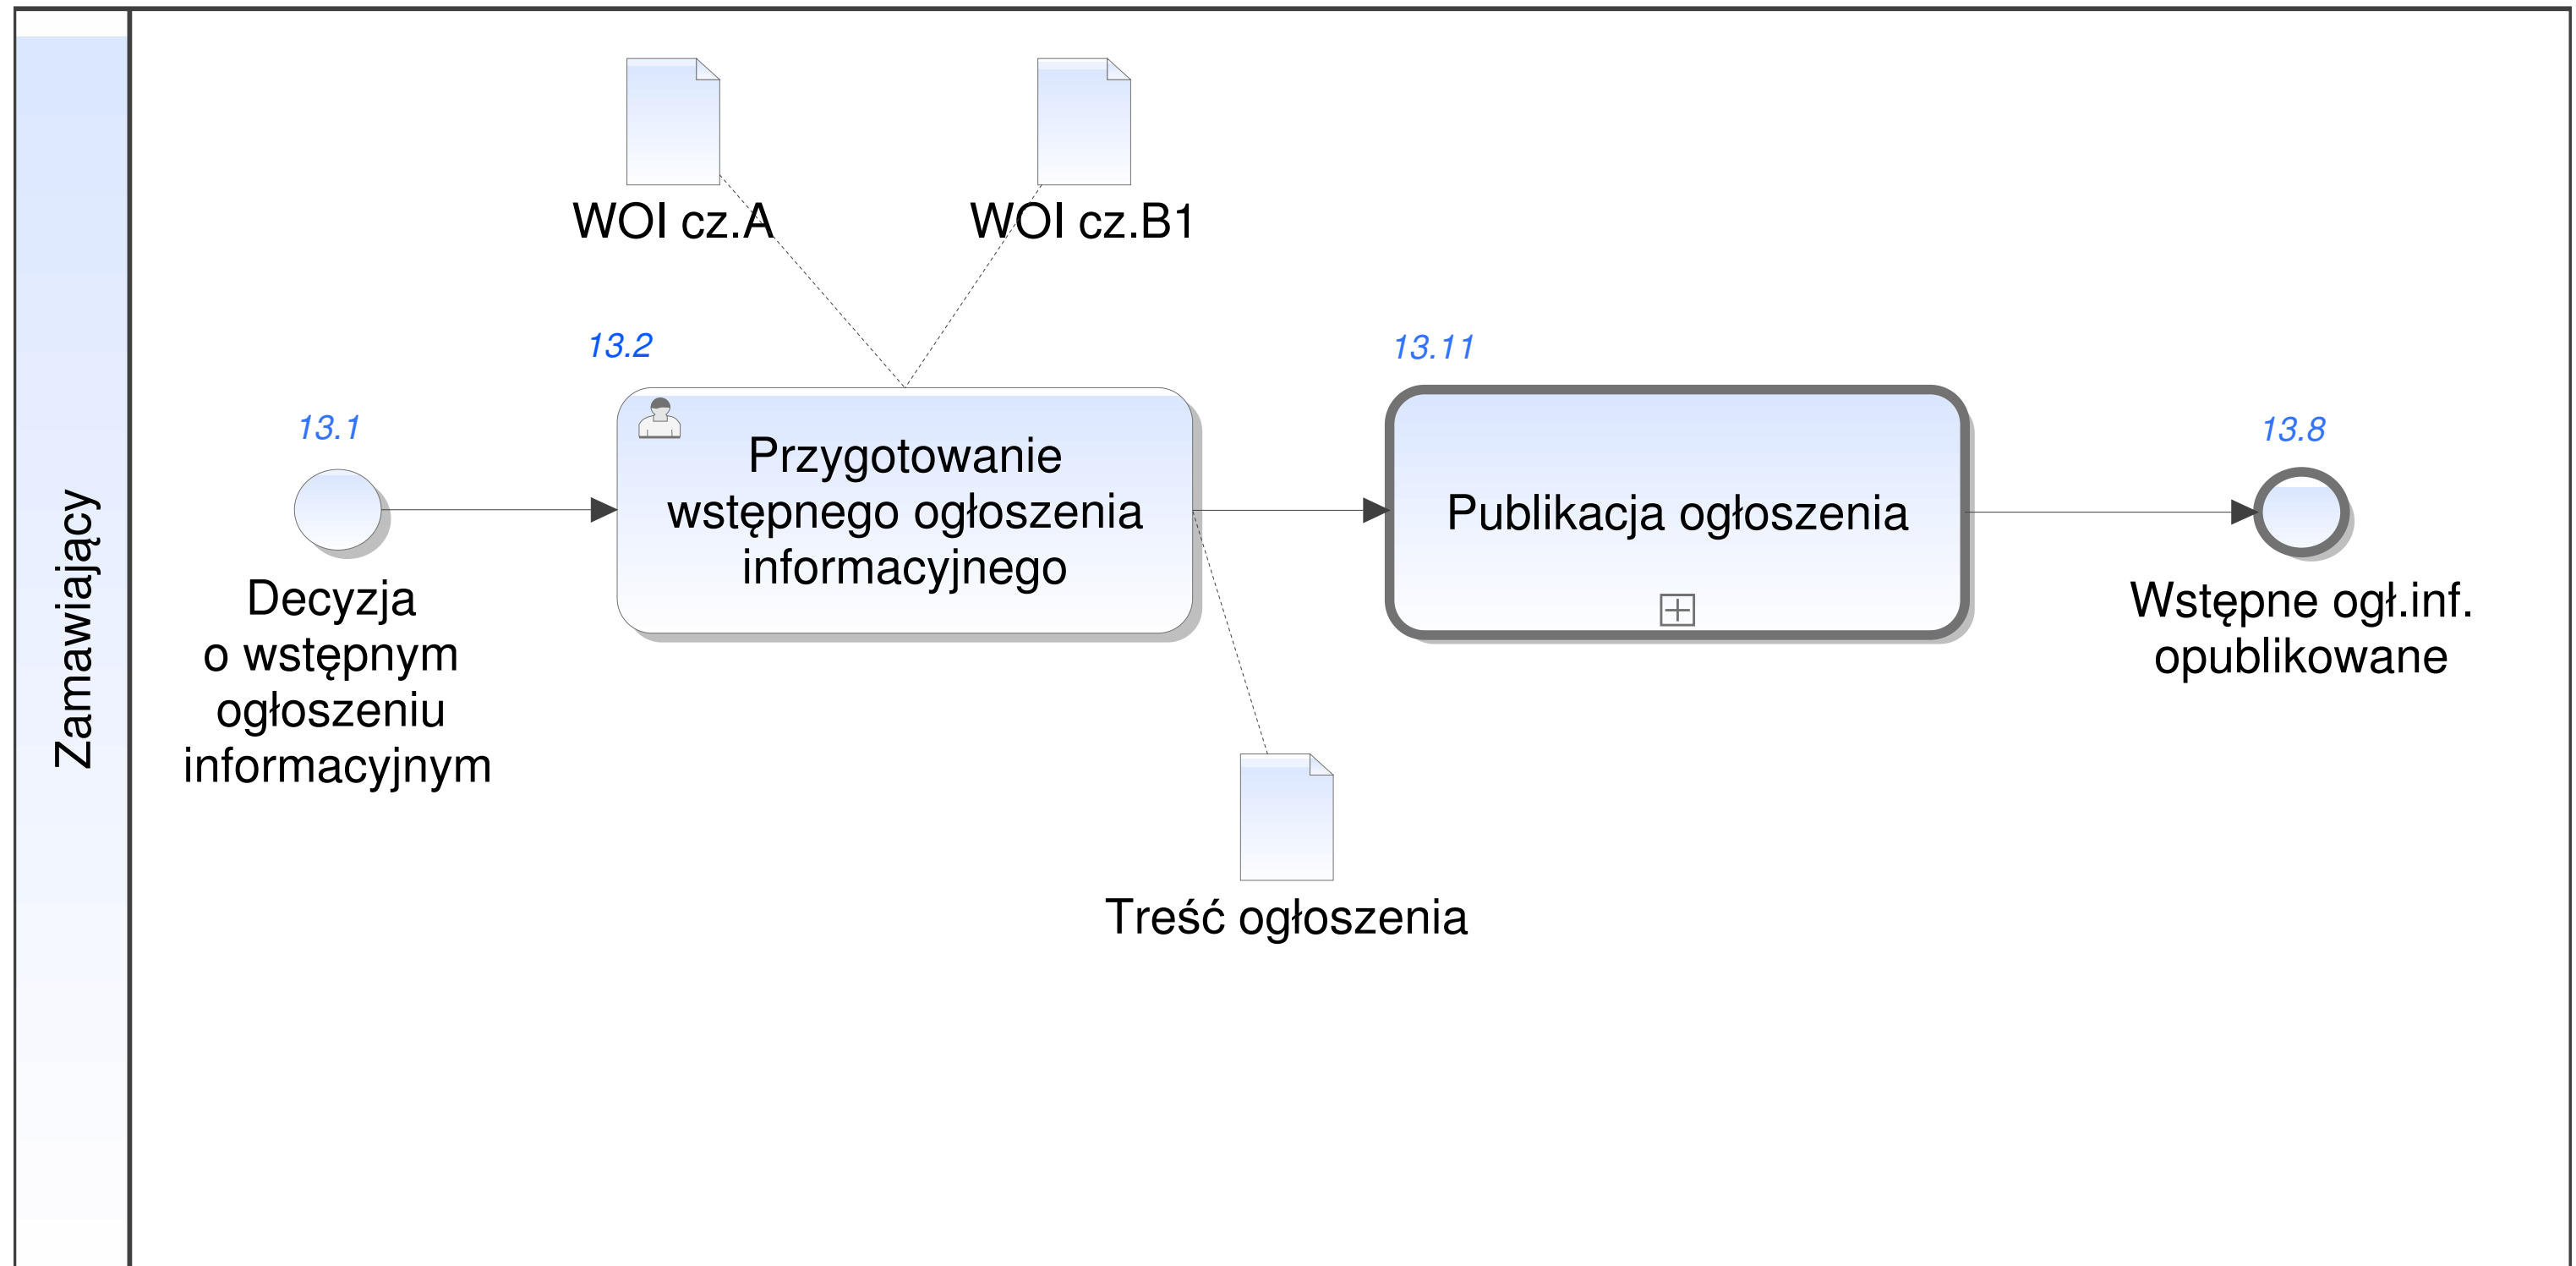 Zamawiający
WOI cz.A
WOI cz.B1
13.2
13.11
13.1
13.8
Przygotowanie
wstępnego ogłoszenia
informacyjnego
Publikacja ogłoszenia
Decyzja
o wstępnym
ogłoszeniu
informacyjnym
Wstępne ogł.inf.
opublikowane
Treść ogłoszenia